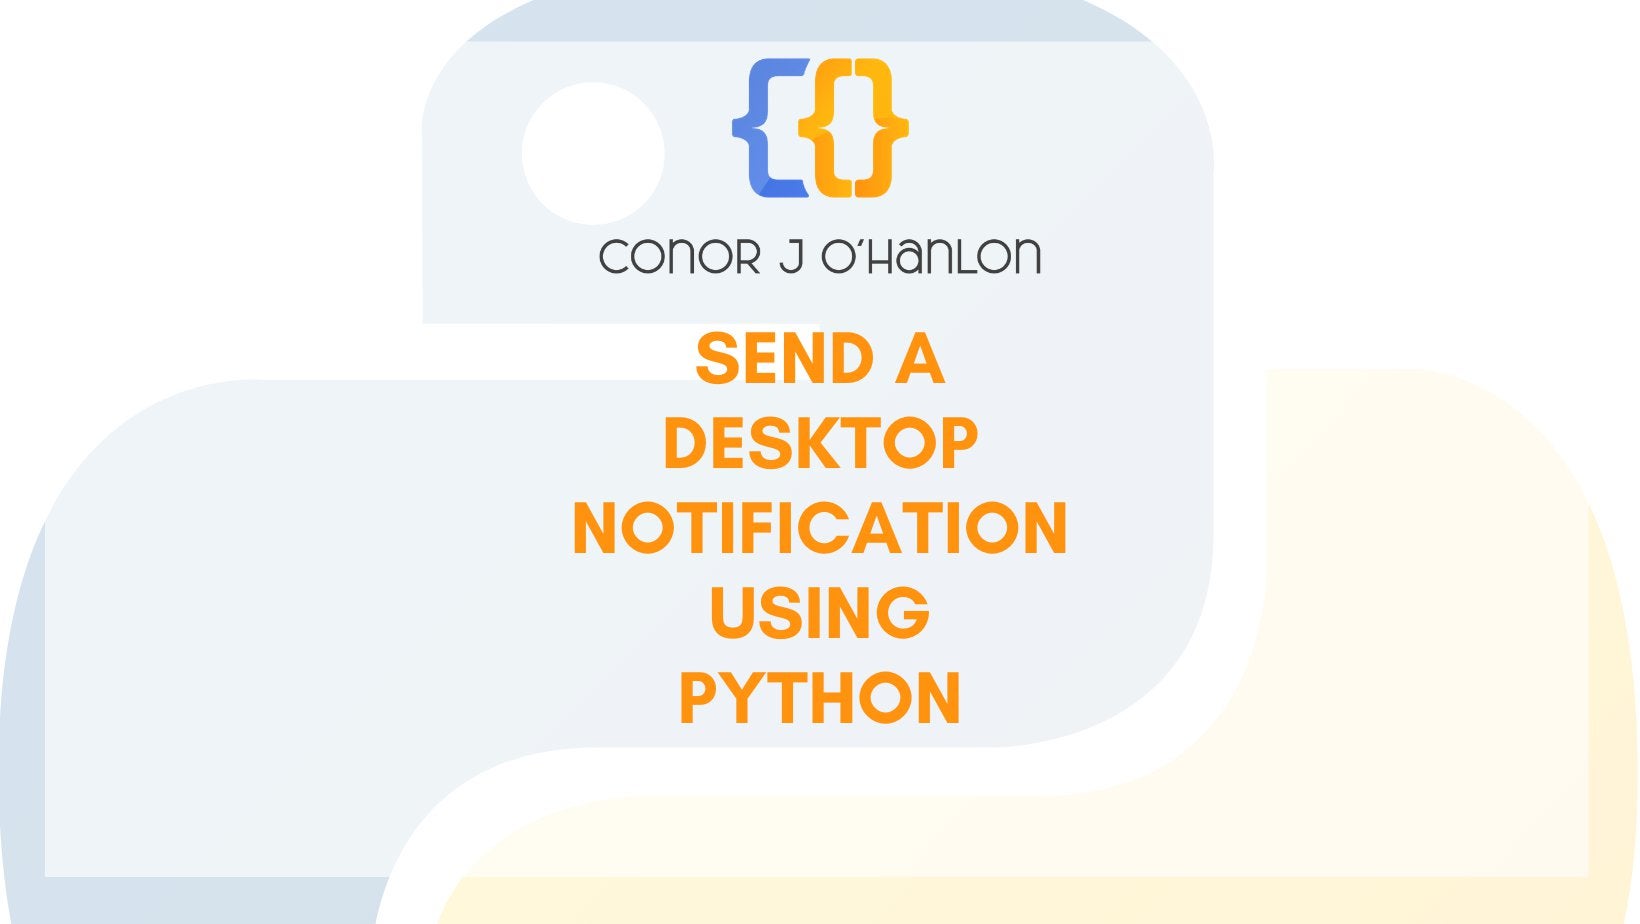 CONOR J O'HANLON
SEND A
DESKTOP
NOTIFICATION
USING
PYTHON